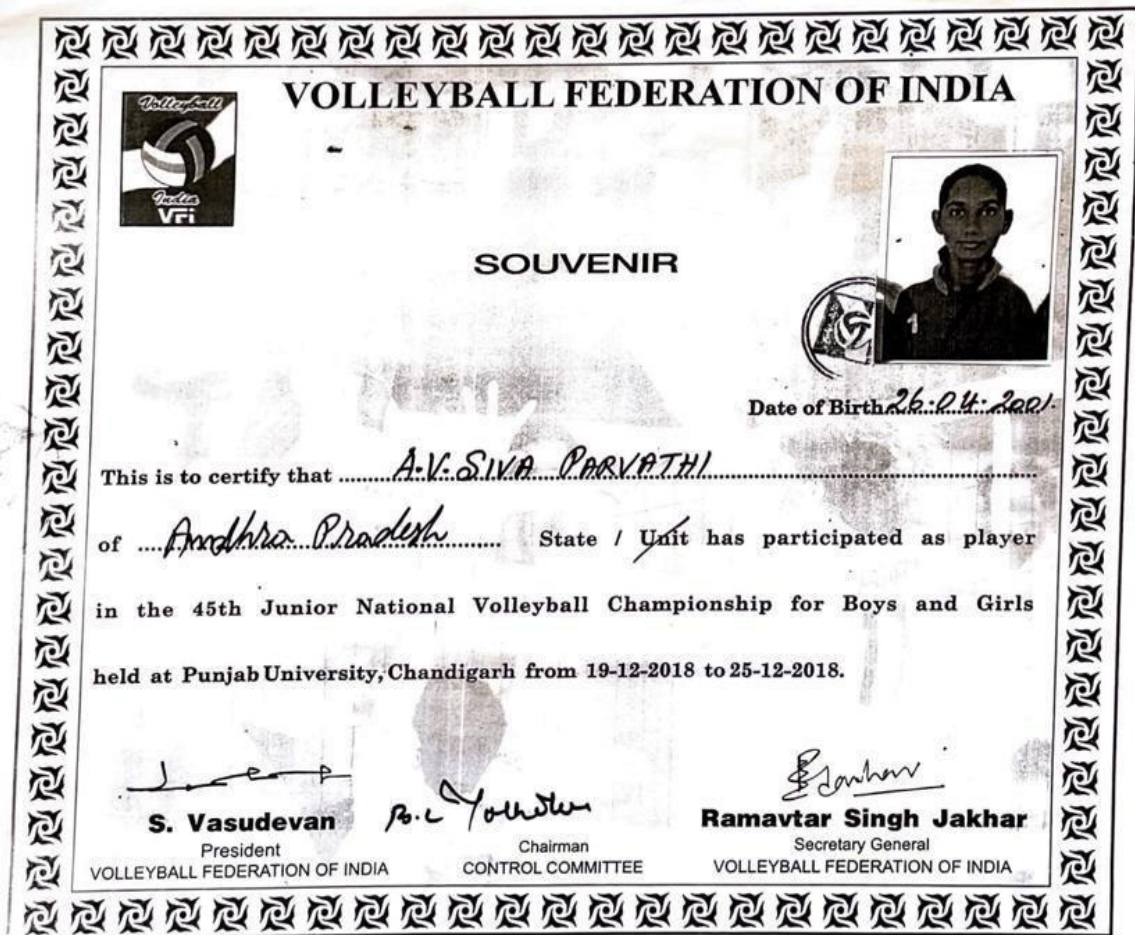 VOLLEYBALL FEDERATION OF INDIA
Volleyball
India
VFi
SOUVENIR
1
Date of Birth 26.04.2001.
This is to certify that A.V. SIVA PARVATHI
of Andhra Pradesh State / Unit has participated as player
in the 45th Junior National Volleyball Championship for Boys and Girls
held at Punjab University, Chandigarh from 19-12-2018 to 25-12-2018.
S. Vasudevan
President
VOLLEYBALL FEDERATION OF INDIA
Chairman
CONTROL COMMITTEE
Ramavtar Singh Jakhar
Secretary General
VOLLEYBALL FEDERATION OF INDIA